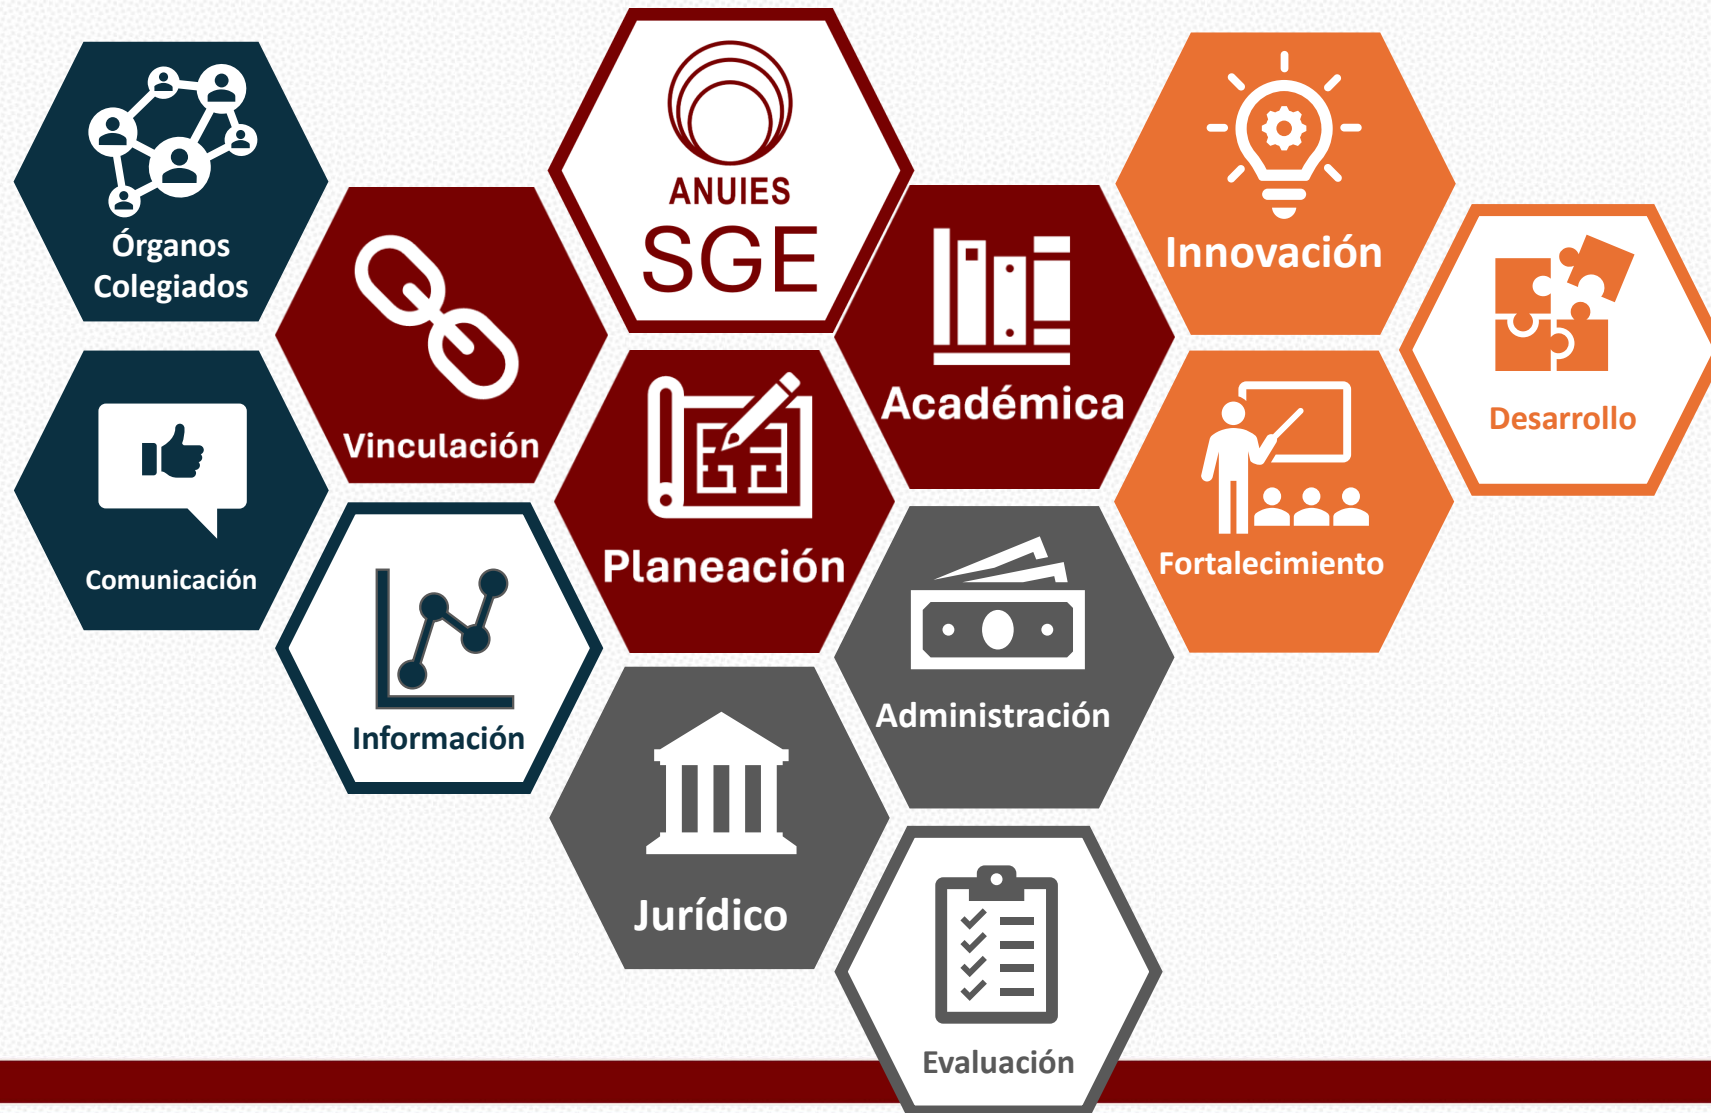 ANUIES
SGE
Órganos
Colegiados
Innovación
Académica
Desarrollo
Vinculación
Comunicación
Planeación
Fortalecimiento
Información
Administración
Jurídico
Evaluación